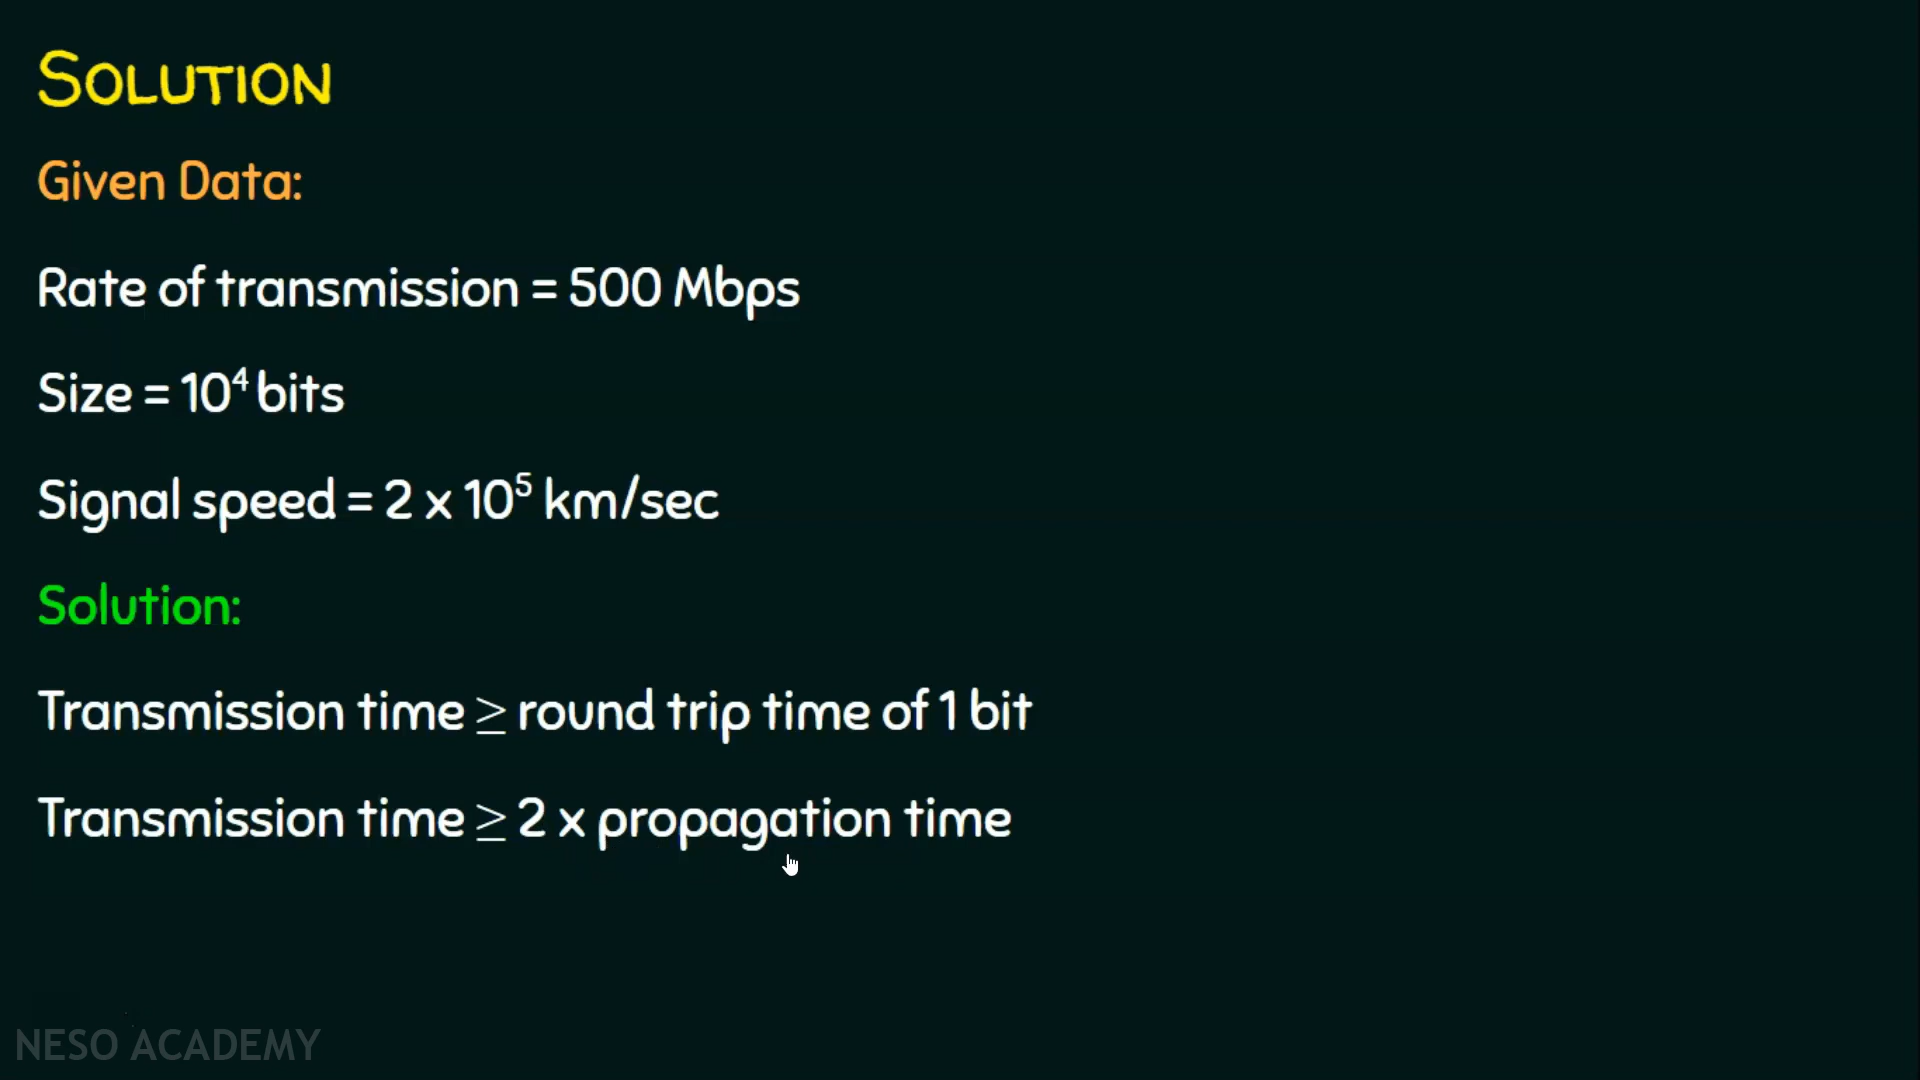 SOLUTION
Given Data:
Rate of transmission = 500 Mbps
Size = 10⁴ bits
Signal speed = 2 x 10⁵ km/sec
Solution:
Transmission time ≥ round trip time of 1 bit
Transmission time ≥ 2 x propagation time
NESO ACADEMY